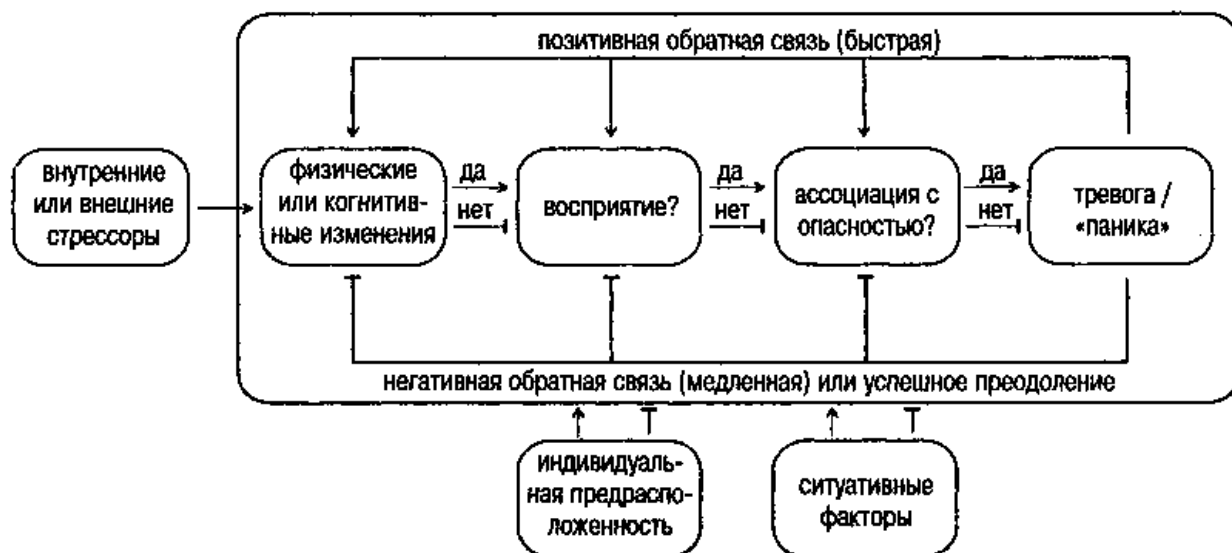 позитивная обратная связь (быстрая)
внутренние
или внешние
стрессоры
физические
или когнитив-
ные изменения
да
нет
восприятие?
да
нет
ассоциация с
опасностью?
да
нет
тревога /
«паника»
негативная обратная связь (медленная) или успешное преодоление
индивидуаль-
ная предраспо-
ложенность
ситуативные
факторы